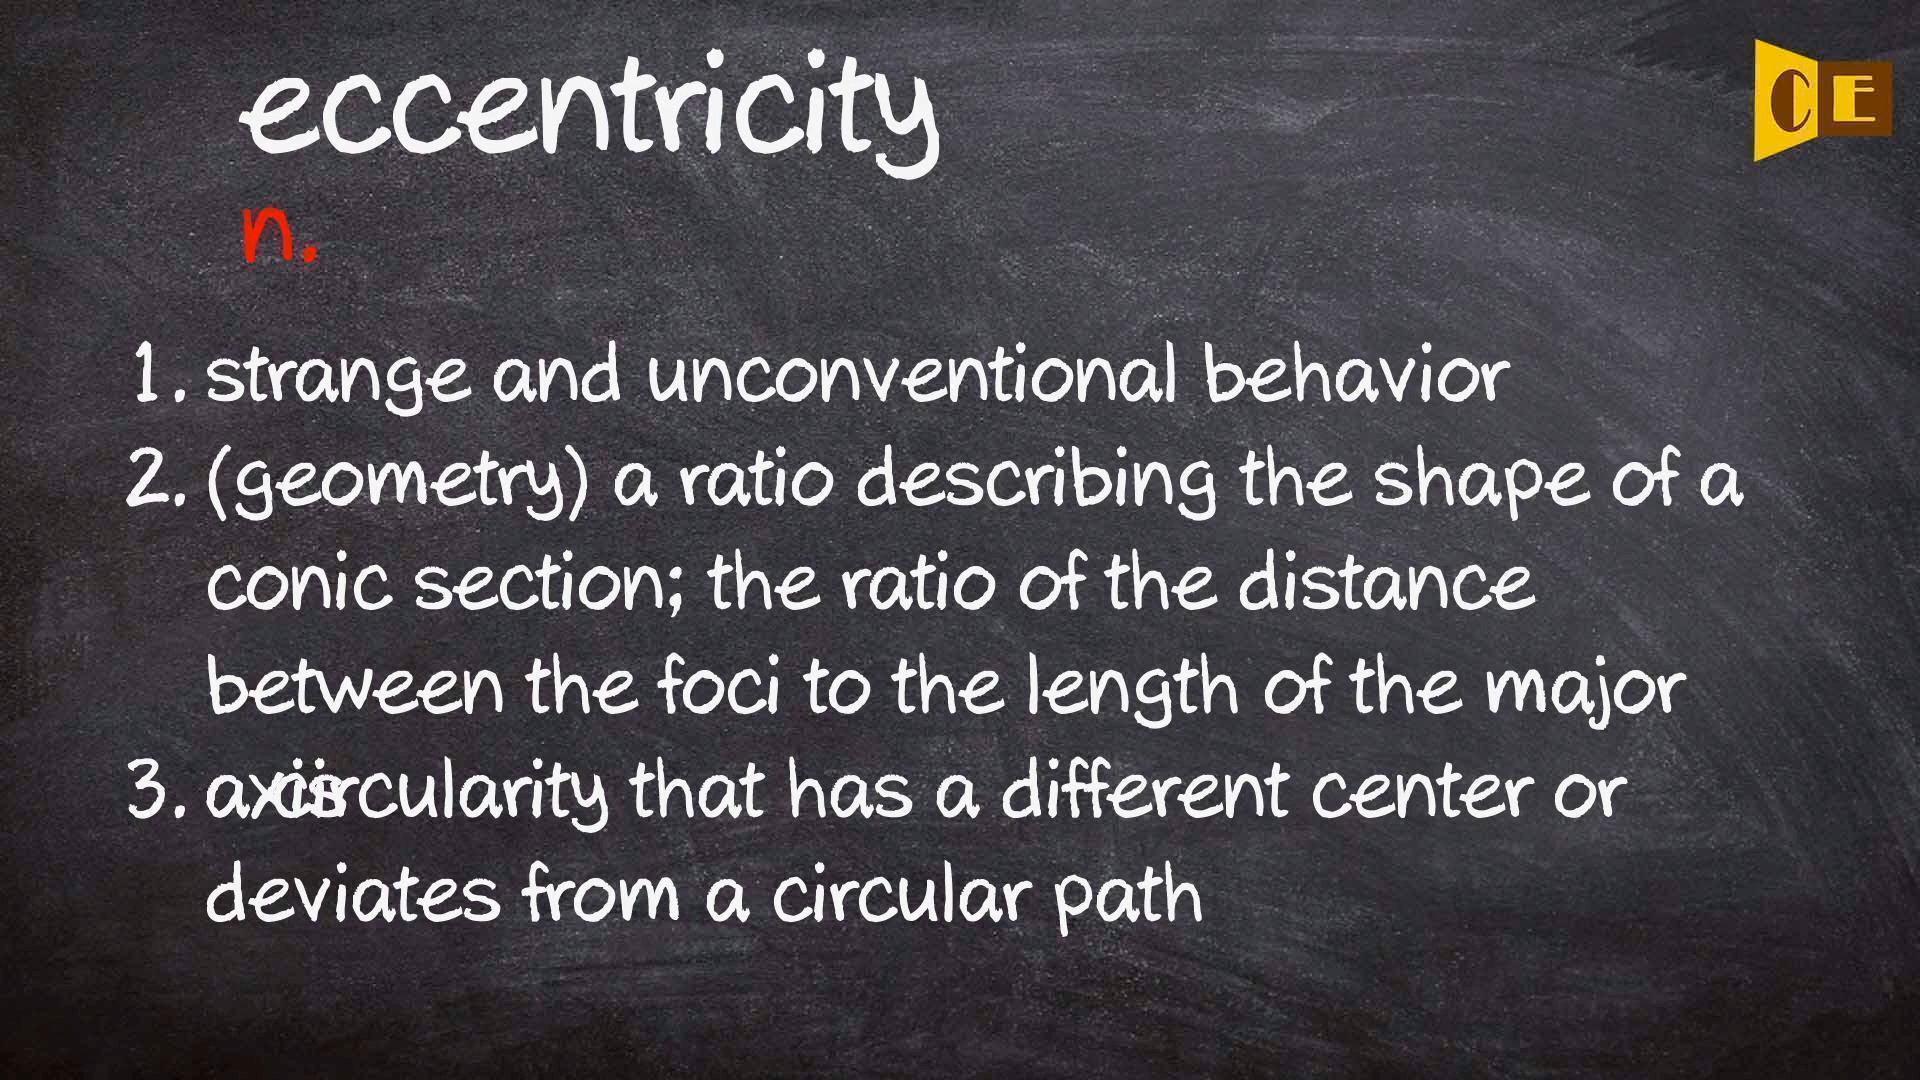 eccentricity
CE
n.
1. strange and unconventional behavior
2. (geometry) a ratio describing the shape of a
conic section; the ratio of the distance
between the foci to the length of the major
axis
3. a circularity that has a different center or
deviates from a circular path